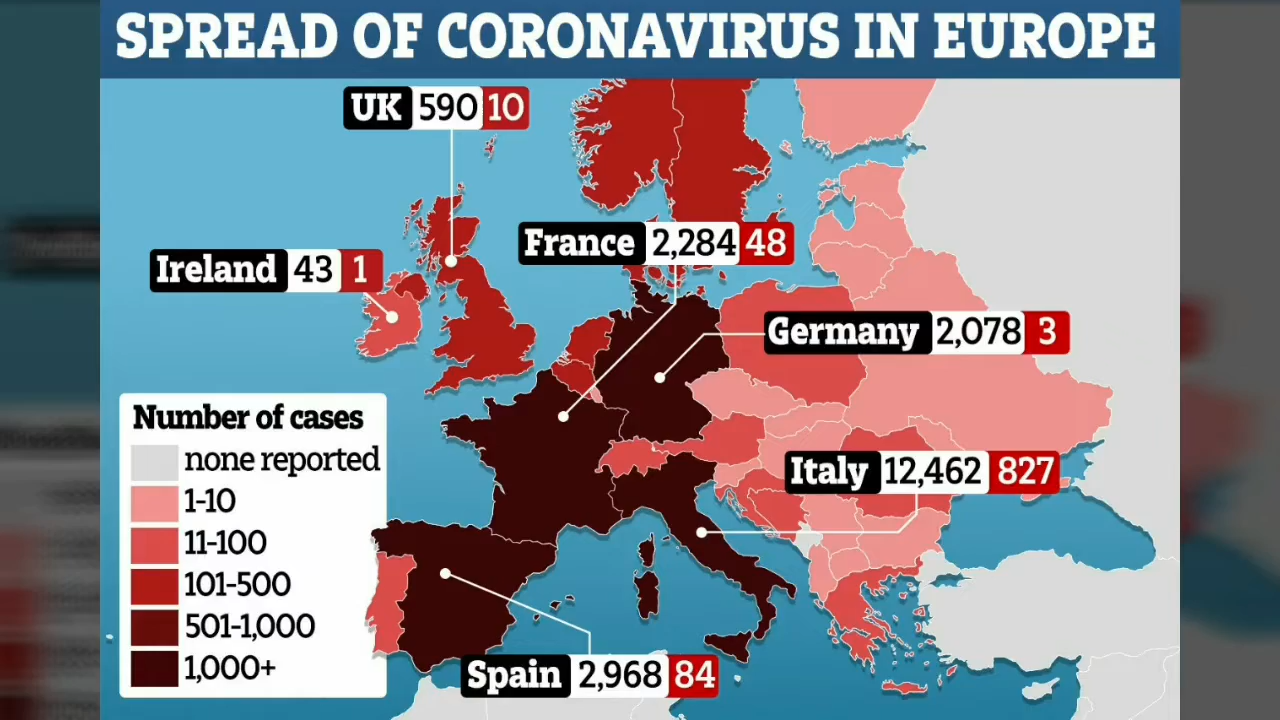 SPREAD OF CORONAVIRUS IN EUROPE
UK 590 10
France 2,284 48
Ireland 43 1
Germany 2,078 3
Number of cases
none reported
1-10
11-100
101-500
501-1,000
1,000+
Italy 12,462 827
Spain 2,968 84